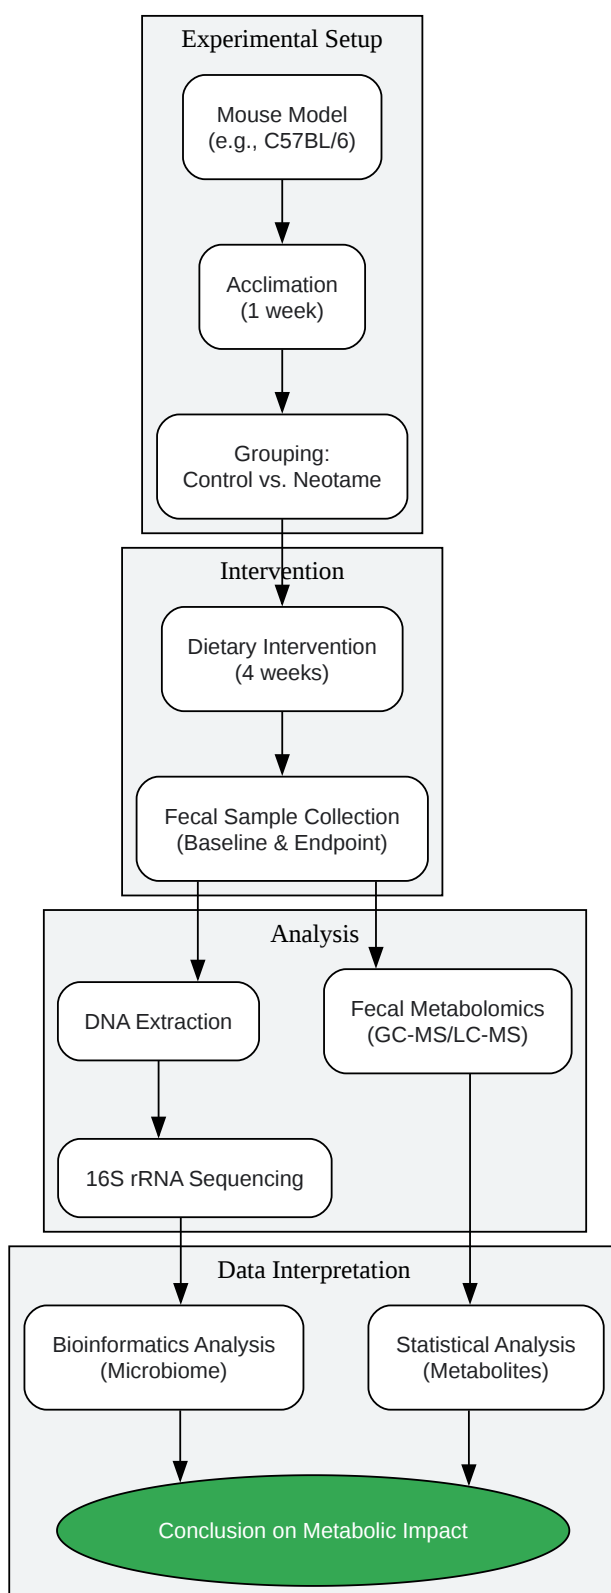 Experimental Setup
Mouse Model
(e.g., C57BL/6)
Acclimation
(1 week)
Grouping:
Control vs. Neotame
Intervention
Dietary Intervention
(4 weeks)
Fecal Sample Collection
(Baseline & Endpoint)
Analysis
DNA Extraction
Fecal Metabolomics
(GC-MS/LC-MS)
16S rRNA Sequencing
Data Interpretation
Bioinformatics Analysis
(Microbiome)
Statistical Analysis
(Metabolites)
Conclusion on Metabolic Impact